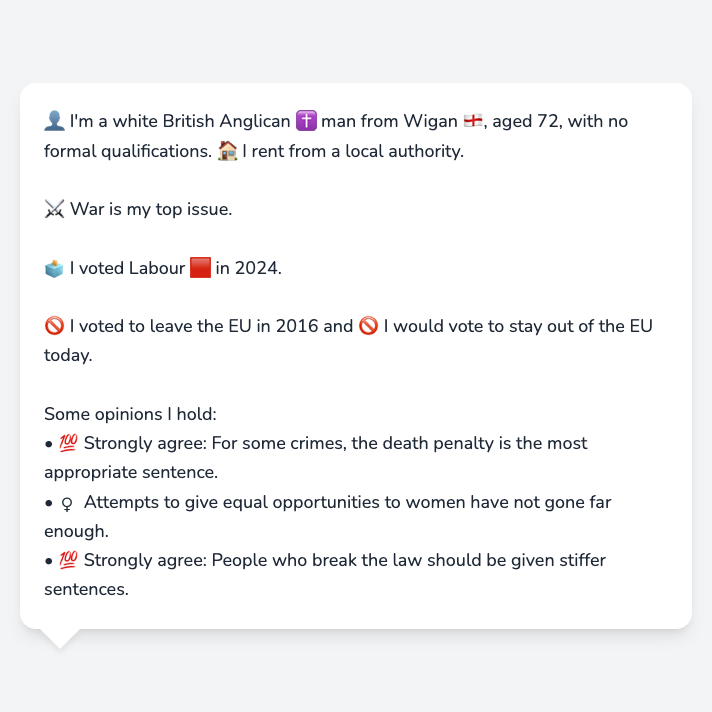 👤 I'm a white British Anglican ✝️ man from Wigan 🏴󠁧󠁢󠁥󠁮󠁧󠁿, aged 72, with no
formal qualifications. 🏠 I rent from a local authority.
⚔️ War is my top issue.
🗳️ I voted Labour 🟥 in 2024.
🚫 I voted to leave the EU in 2016 and 🚫 I would vote to stay out of the EU
today.
Some opinions I hold:
• 💯 Strongly agree: For some crimes, the death penalty is the most
appropriate sentence.
• ♀ Attempts to give equal opportunities to women have not gone far
enough.
• 💯 Strongly agree: People who break the law should be given stiffer
sentences.